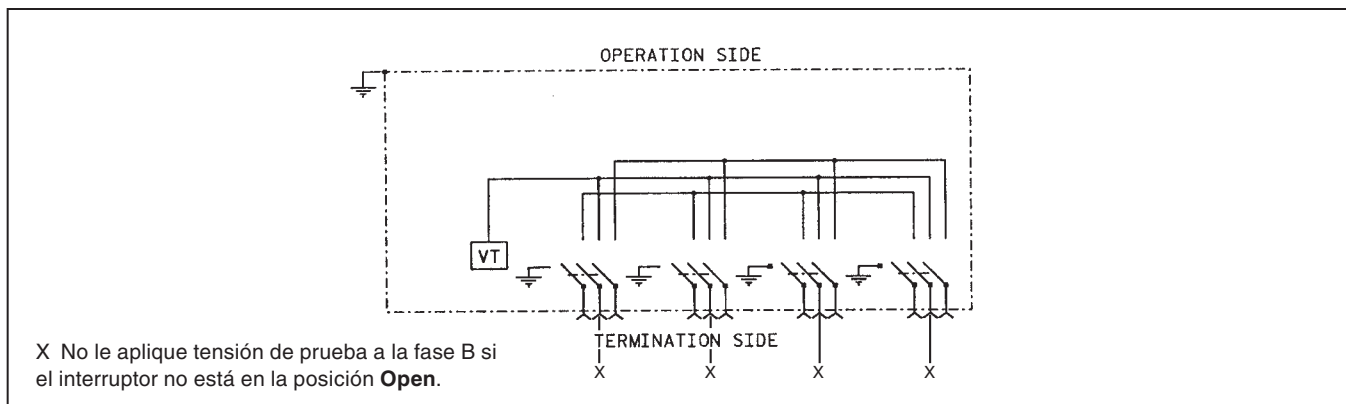 OPERATION SIDE
VT
TERMINATION SIDE
X X X X
X No le aplique tensión de prueba a la fase B si
el interruptor no está en la posición Open.